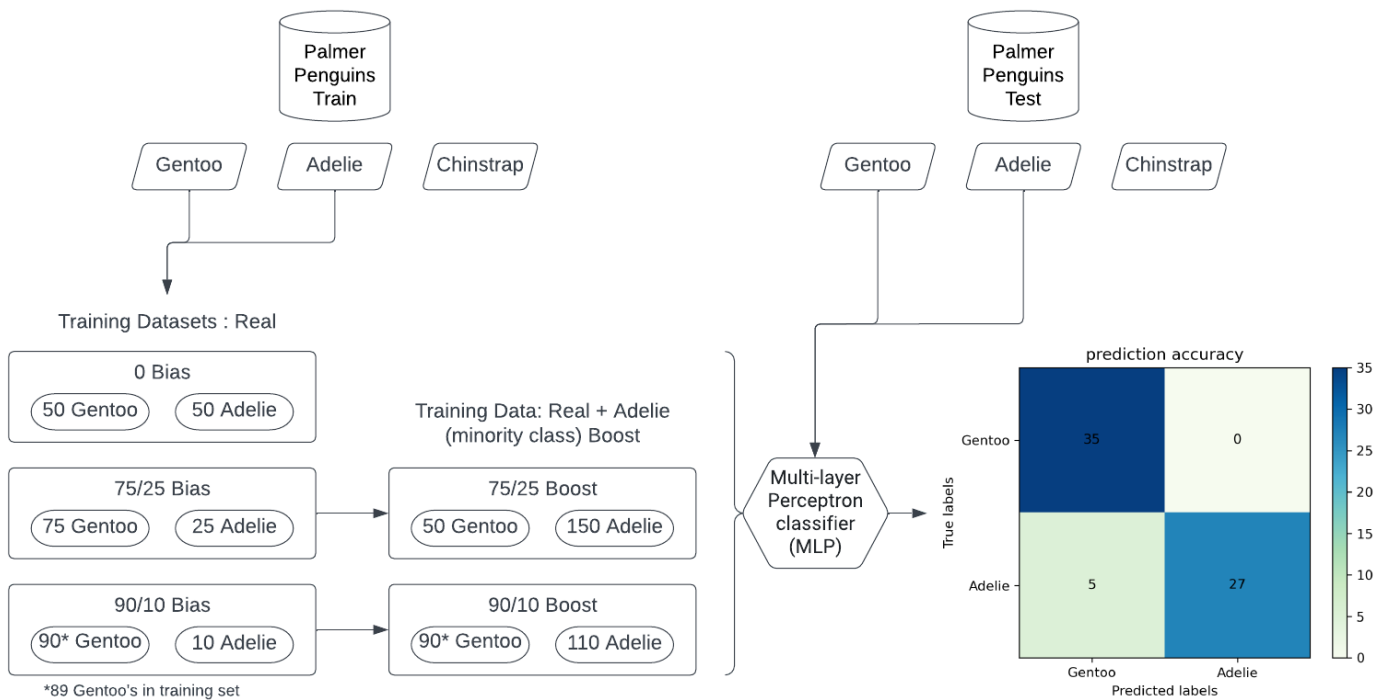 Palmer
Penguins
Train
Gentoo
Adelie
Chinstrap
Training Datasets : Real
0 Bias
50 Gentoo
50 Adelie
75/25 Bias
75 Gentoo
25 Adelie
90/10 Bias
90* Gentoo
10 Adelie
*89 Gentoo's in training set
Training Data: Real + Adelie
(minority class) Boost
75/25 Boost
50 Gentoo
150 Adelie
90/10 Boost
90* Gentoo
110 Adelie
Palmer
Penguins
Test
Gentoo
Adelie
Chinstrap
Multi-layer
Perceptron
classifier
(MLP)
prediction accuracy
True labels
Gentoo
35
0
Adelie
5
27
Gentoo
Adelie
Predicted labels
35
30
25
20
15
10
5
0